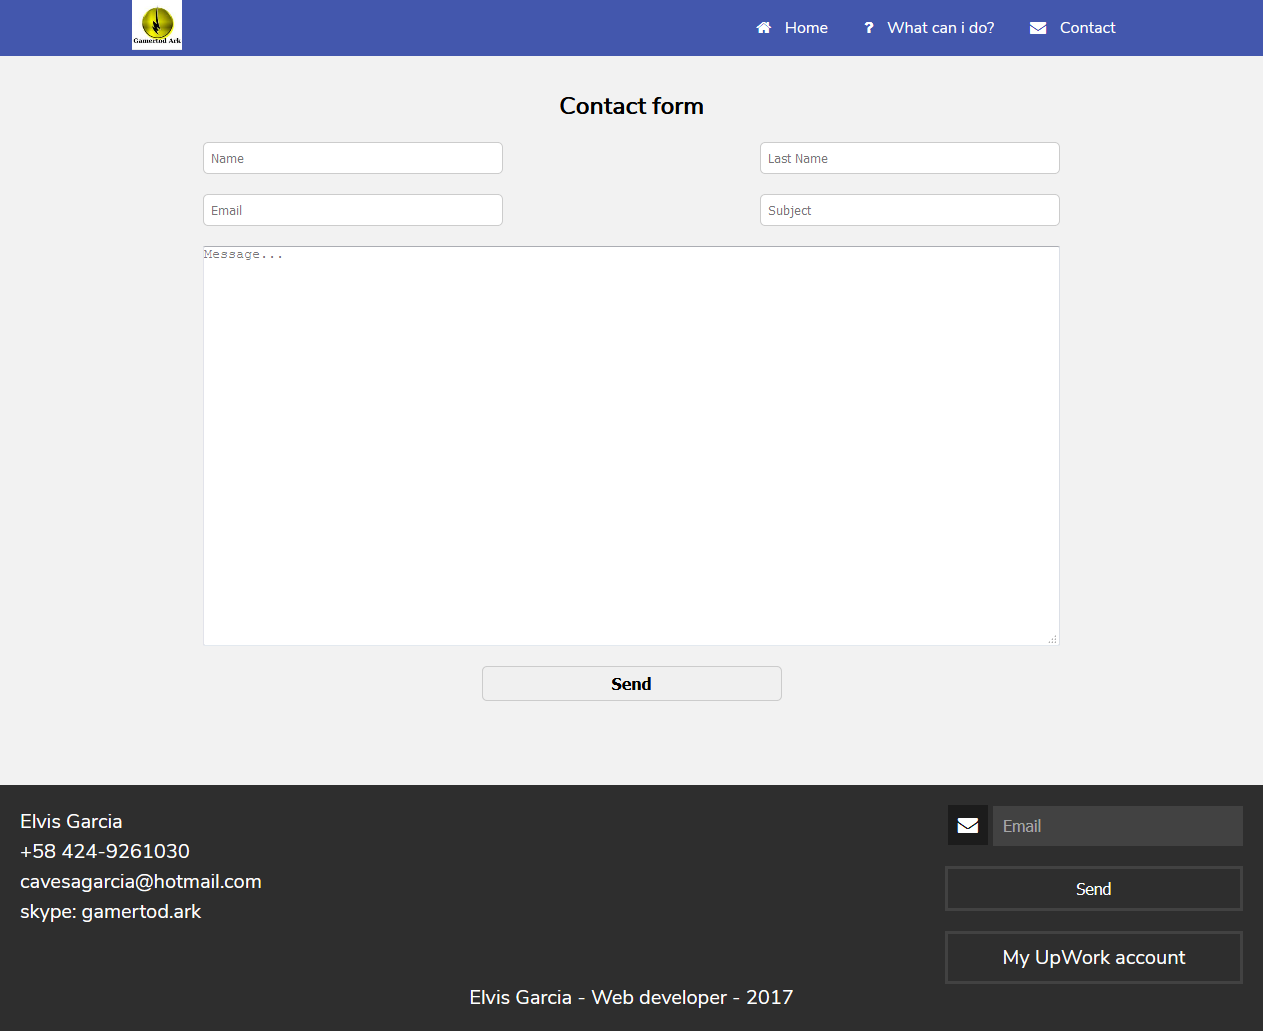 Gamertod Ark
Home
What can i do?
Contact
Contact form
Name
Last Name
Email
Subject
Message...
Send
Elvis Garcia
+58 424-9261030
cavesagarcia@hotmail.com
skype: gamertod.ark
Email
Send
My UpWork account
Elvis Garcia - Web developer - 2017